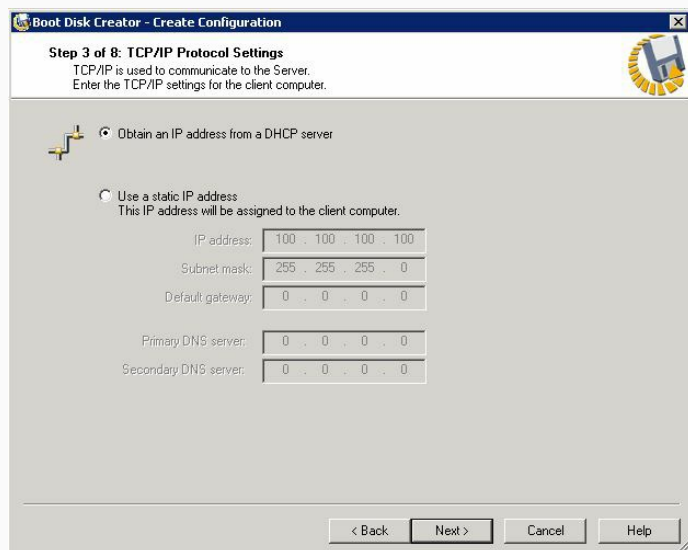 Boot Disk Creator - Create Configuration
Step 3 of 8: TCP/IP Protocol Settings
TCP/IP is used to communicate to the Server.
Enter the TCP/IP settings for the client computer.
Obtain an IP address from a DHCP server
Use a static IP address
This IP address will be assigned to the client computer.
IP address: 100 . 100 . 100 . 100
Subnet mask: 255 . 255 . 255 . 0
Default gateway: 0 . 0 . 0 . 0
Primary DNS server: 0 . 0 . 0 . 0
Secondary DNS server: 0 . 0 . 0 . 0
< Back Next > Cancel Help